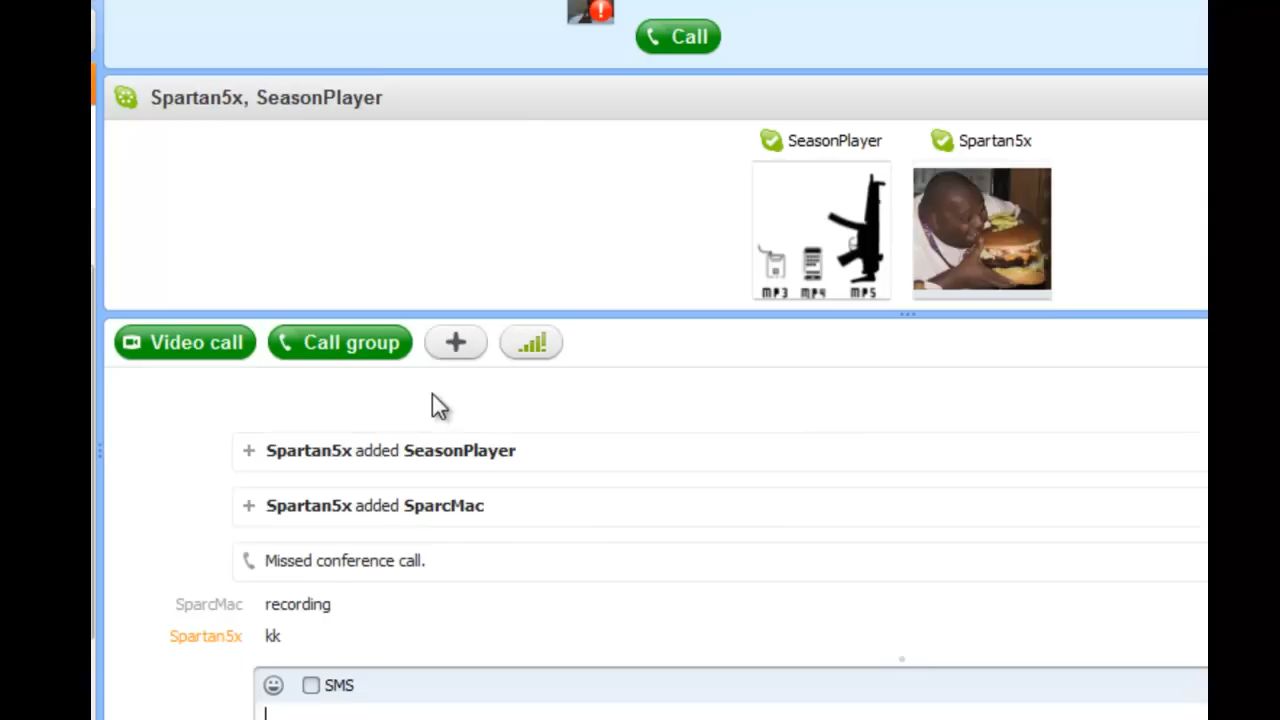 Call
Spartan5x, SeasonPlayer
SeasonPlayer
Spartan5x
MP3 MP4 MP5
Video call
Call group
Spartan5x added SeasonPlayer
Spartan5x added SparcMac
Missed conference call.
SparcMac recording
Spartan5x kk
SMS